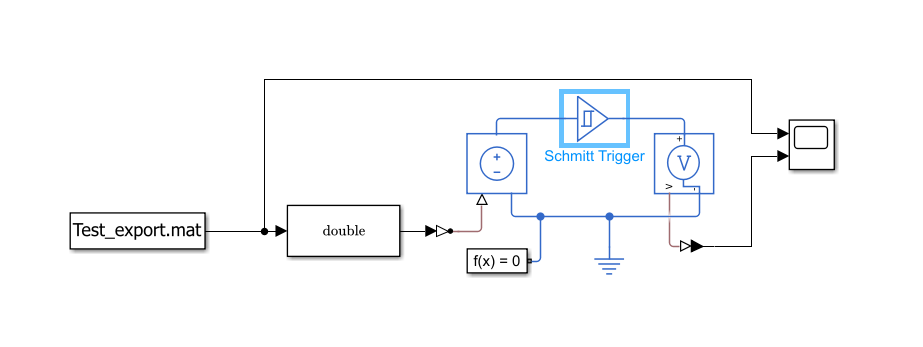 Schmitt Trigger
+
-
+
V
V
-
Test_export.mat
double
f(x) = 0